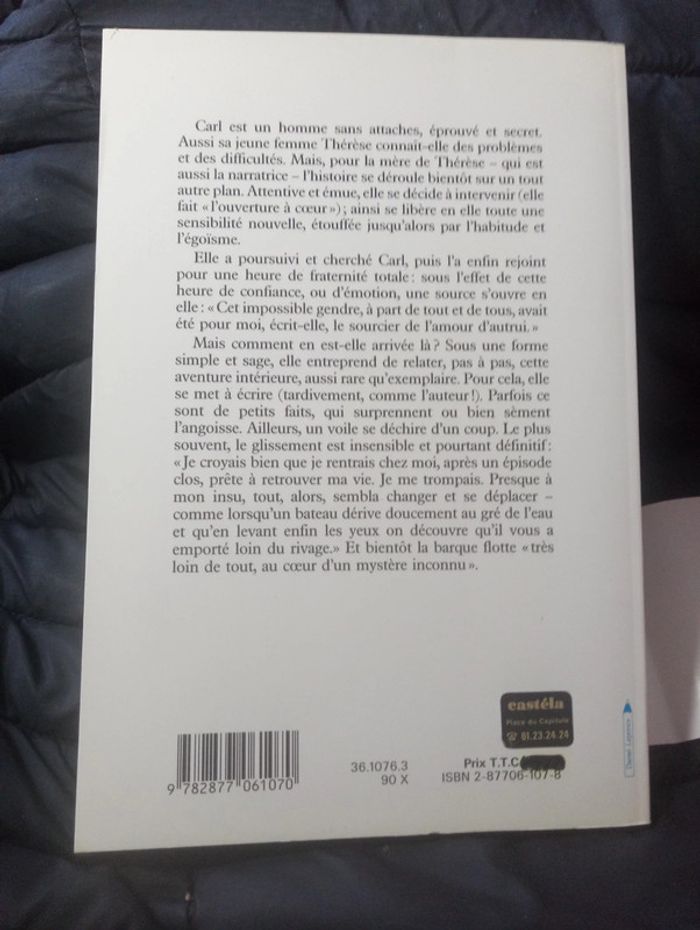 Carl est un homme sans attaches, éprouvé et secret.
Aussi sa jeune femme Thérèse connaît-elle des problèmes
et des difficultés. Mais, pour la mère de Thérèse – qui est
aussi la narratrice – l'histoire se déroule bientôt sur un tout
autre plan. Attentive et émue, elle se décide à intervenir (elle
fait « l'ouverture à cœur ») ; ainsi se libère en elle toute une
sensibilité nouvelle, étouffée jusqu'alors par l'habitude et
l'égoïsme.
Elle a poursuivi et cherché Carl, puis l'a enfin rejoint
pour une heure de fraternité totale : sous l'effet de cette
heure de confiance, ou d'émotion, une source s'ouvre en
elle : « Cet impossible gendre, à part de tout et de tous, avait
été pour moi, écrit-elle, le sourcier de l'amour d'autrui. »
Mais comment en est-elle arrivée là ? Sous une forme
simple et sage, elle entreprend de relater, pas à pas, cette
aventure intérieure, aussi rare qu'exemplaire. Pour cela, elle
se met à écrire (tardivement, comme l'auteur !). Parfois ce
sont de petits faits, qui surprennent ou bien sèment
l'angoisse. Ailleurs, un voile se déchire d'un coup. Le plus
souvent, le glissement est insensible et pourtant définitif :
« Je croyais bien que je rentrais chez moi, après un épisode
clos, prête à retrouver ma vie. Je me trompais. Presque à
mon insu, tout, alors, sembla changer et se déplacer –
comme lorsqu'un bateau dérive doucement au gré de l'eau
et qu'en levant enfin les yeux on découvre qu'il vous a
emporté loin du rivage. » Et bientôt la barque flotte « très
loin de tout, au cœur d'un mystère inconnu ».
castéla
Place du Capitole
☎ 61.23.24.24
9 782877 061070
36.1076.3
90 X
Prix T.T.C
ISBN 2-87706-107-8